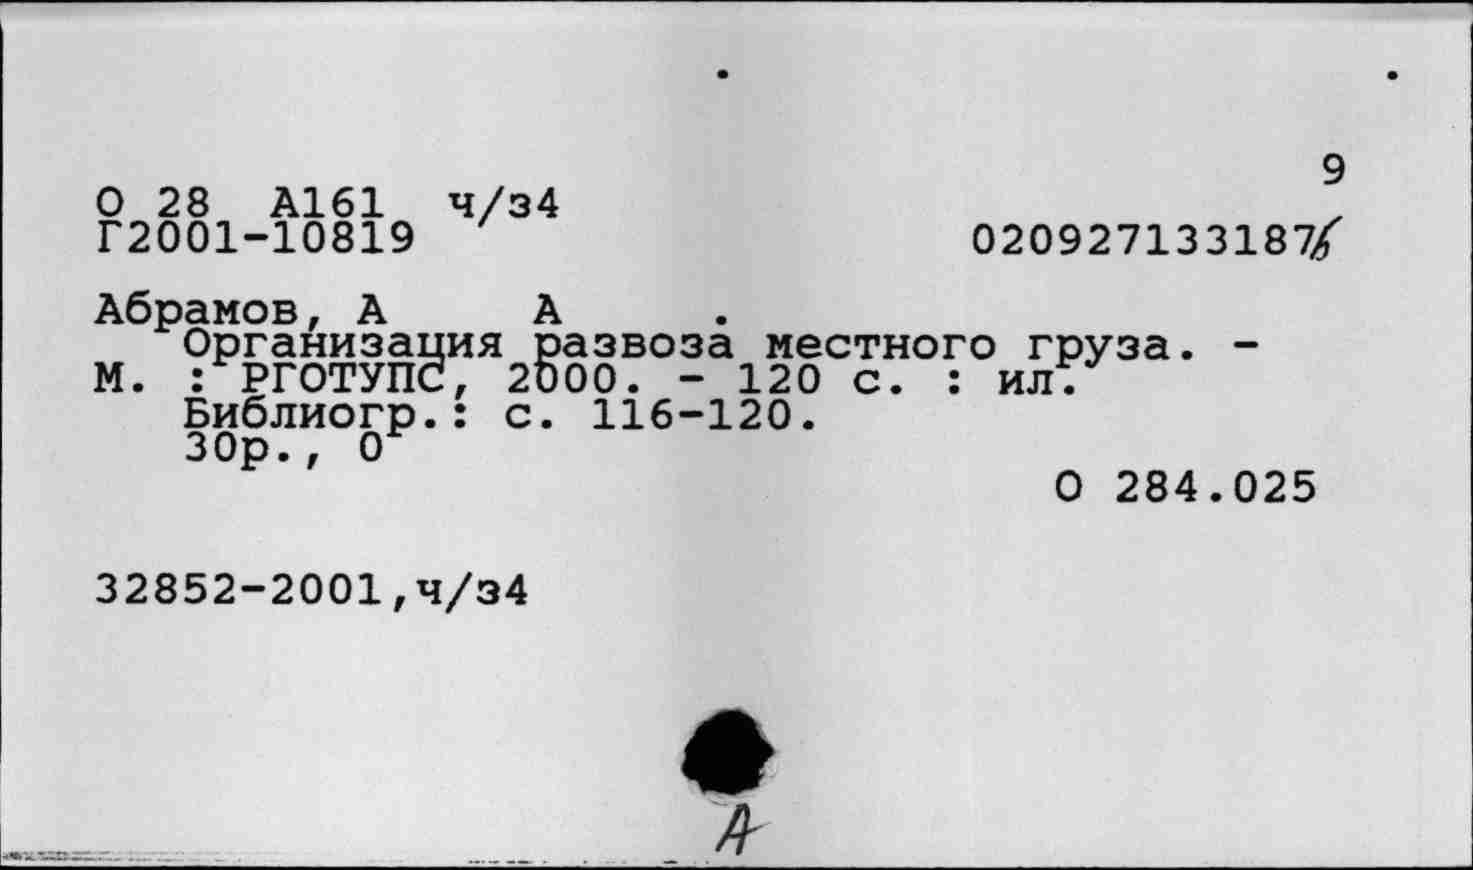 9
О 28 А161 ч/з4
Г2001-10819
020927133187
Абрамов, А А .
Организация развоза местного груза. -
М. : РГОТУПС, 2000. - 120 с. : ил.
Библиогр.: с. 116-120.
30р., 0
О 284.025
32852-2001,ч/з4
А